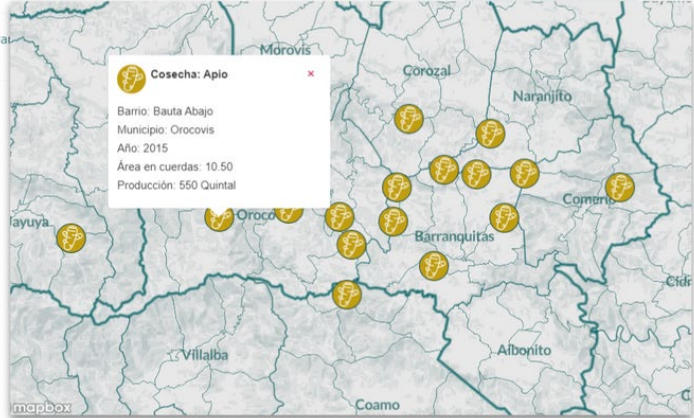 Morovis
Corozal
Naranjito
Cosecha: Apio
×
Barrio: Bauta Abajo
Municipio: Orocovis
Año: 2015
Área en cuerdas: 10.50
Producción: 550 Quintal
ayuya
Oroco
Comerío
Barranquitas
Cidr
Villalba
Aibonito
Coamo
C
mapbox